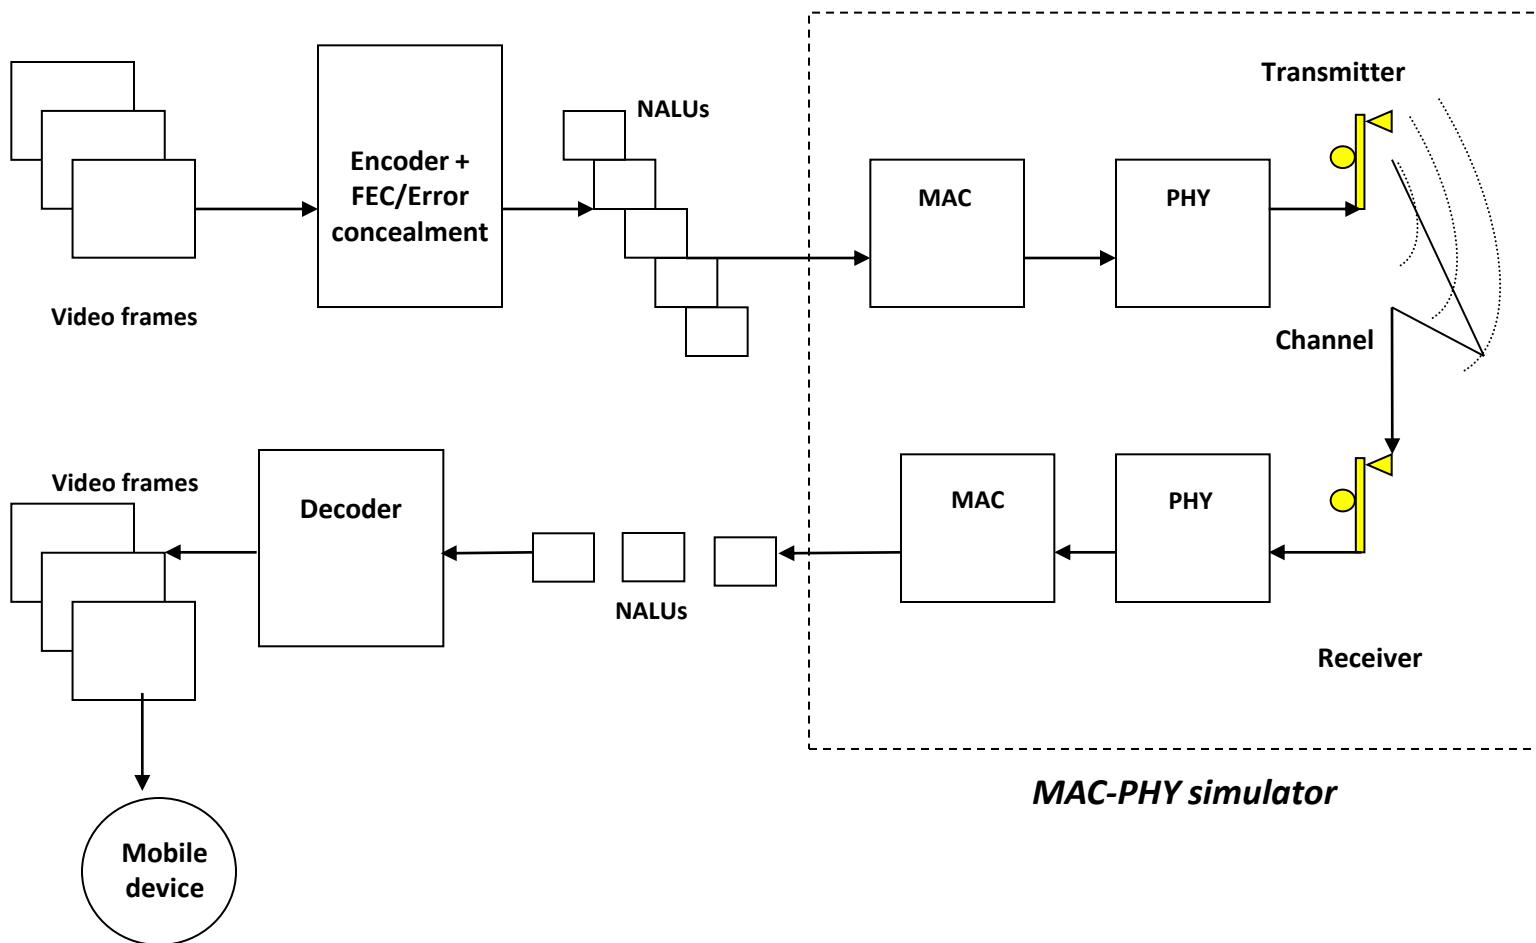 Transmitter
NALUs
Encoder +
FEC/Error
concealment
MAC
PHY
Video frames
Channel
Video frames
Decoder
MAC
PHY
NALUs
Receiver
MAC-PHY simulator
Mobile
device